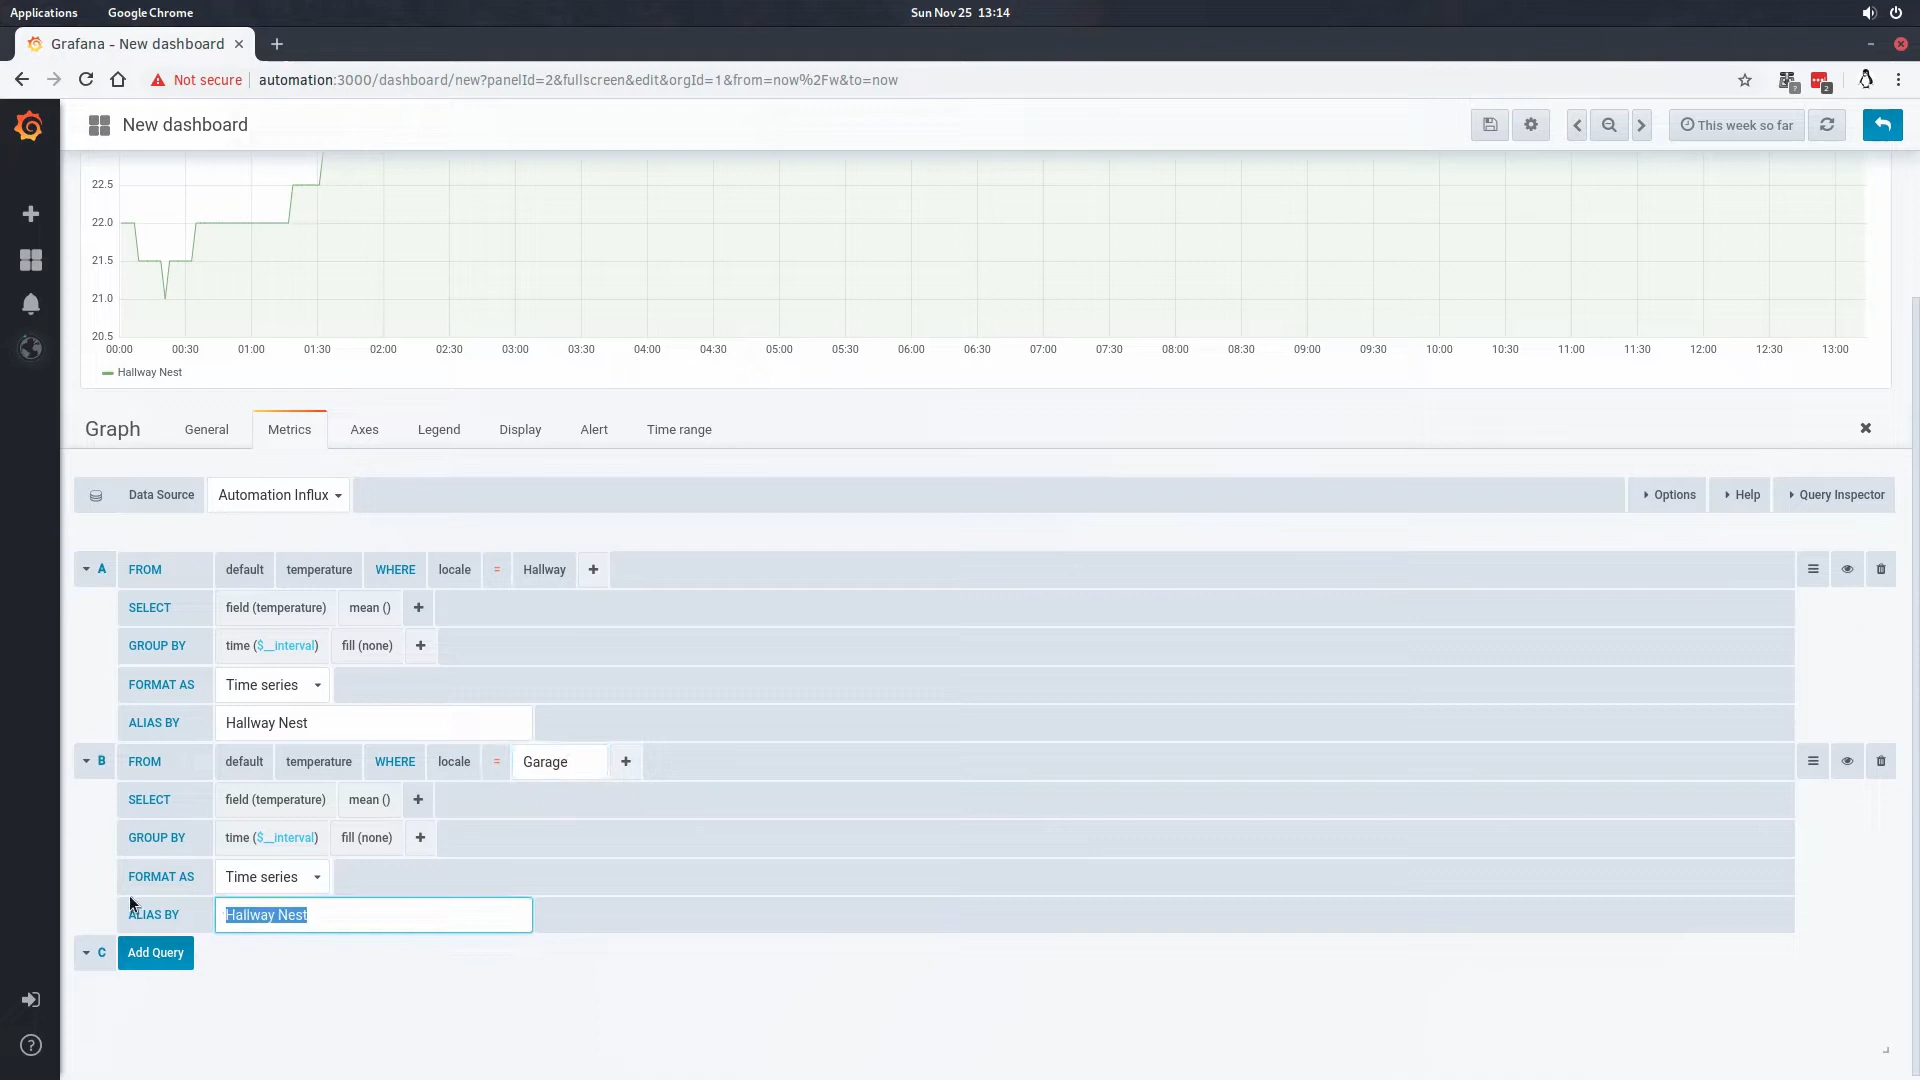 Applications Google Chrome Sun Nov 25 13:14
Grafana - New dashboard
Not secure automation:3000/dashboard/new?panelId=2&fullscreen&edit&orgId=1&from=now%2Fw&to=now
? 2
New dashboard This week so far
22.5
22.0
21.5
21.0
20.5
00:00 00:30 01:00 01:30 02:00 02:30 03:00 03:30 04:00 04:30 05:00 05:30 06:00 06:30 07:00 07:30 08:00 08:30 09:00 09:30 10:00 10:30 11:00 11:30 12:00 12:30 13:00
Hallway Nest
Graph General Metrics Axes Legend Display Alert Time range
Data Source Automation Influx Options Help Query Inspector
A FROM default temperature WHERE locale = Hallway +
SELECT field (temperature) mean () +
GROUP BY time ($__interval) fill (none) +
FORMAT AS Time series
ALIAS BY Hallway Nest
B FROM default temperature WHERE locale = Garage +
SELECT field (temperature) mean () +
GROUP BY time ($__interval) fill (none) +
FORMAT AS Time series
ALIAS BY Hallway Nest
C Add Query